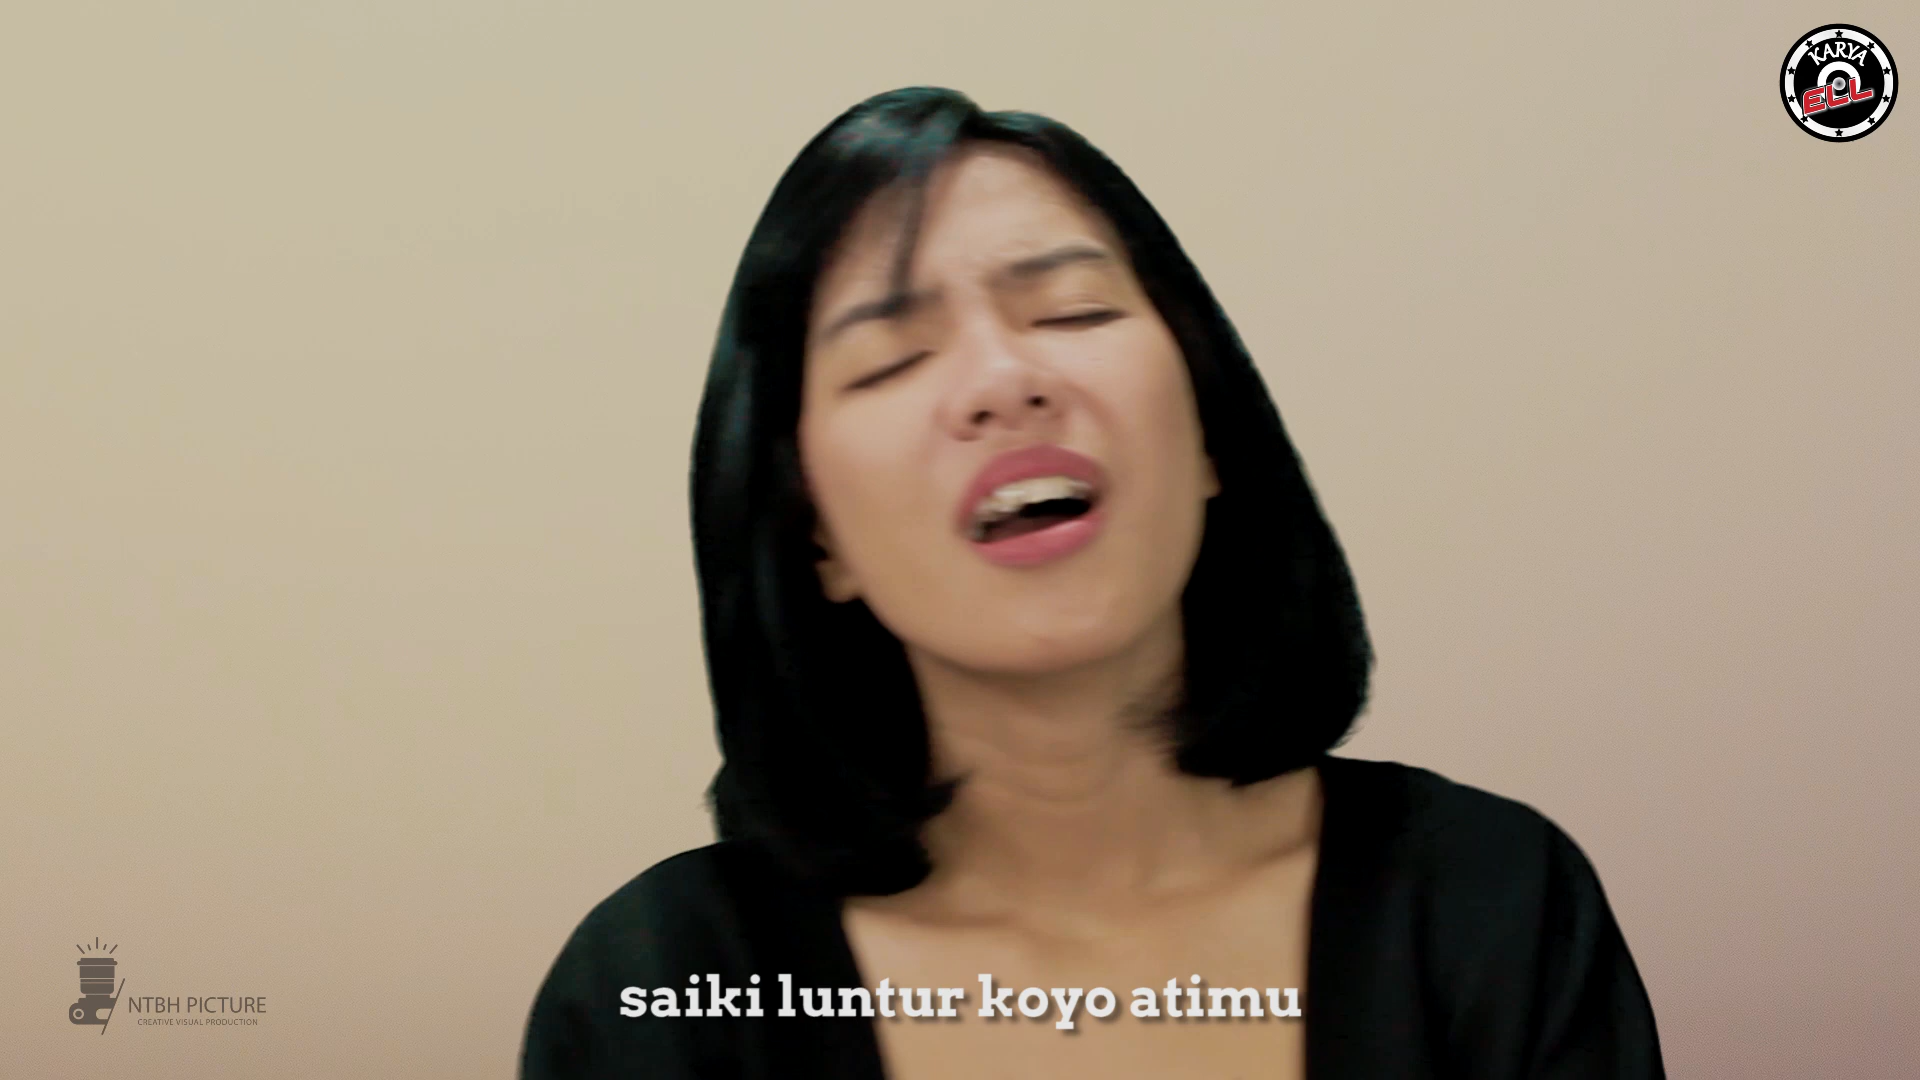 KARYA
ELL
saiki luntur koyo atimu
NTBH PICTURE
CREATIVE VISUAL PRODUCTION